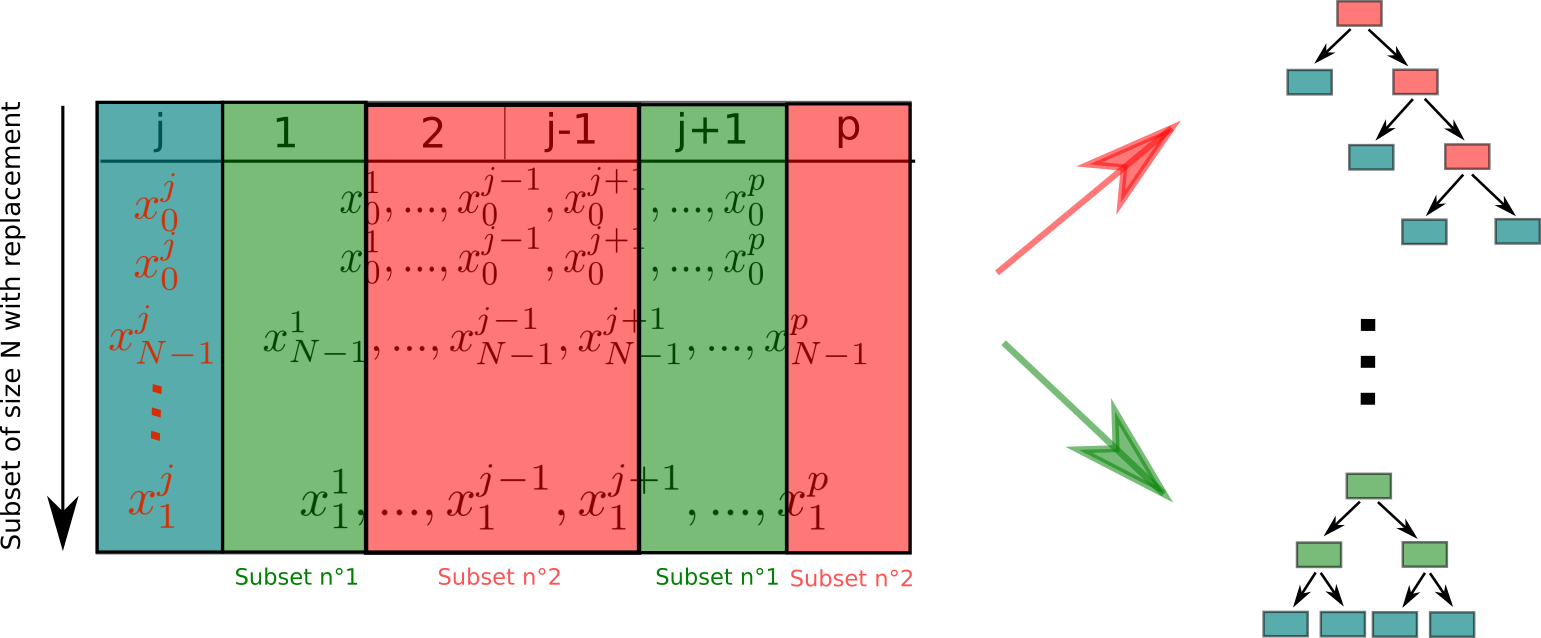 Subset of size N with replacement
j 1 2 j-1 j+1 p
x_0^j x_0^1,...,x_0^{j-1},x_0^{j+1},...,x_0^p
x_0^j x_0^1,...,x_0^{j-1},x_0^{j+1},...,x_0^p
x_{N-1}^j x_{N-1}^1,...,x_{N-1}^{j-1},x_{N-1}^{j+1},...,x_{N-1}^p
x_1^j x_1^1,...,x_1^{j-1},x_1^{j+1},...,x_1^p
Subset n°1 Subset n°2 Subset n°1 Subset n°2